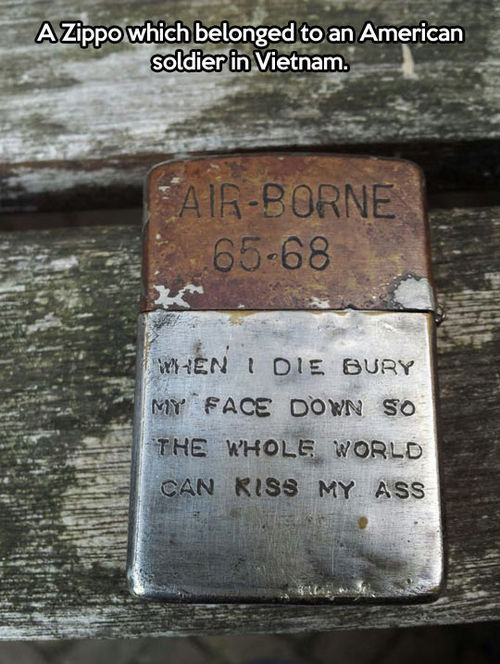 A Zippo which belonged to an American
soldier in Vietnam.
AIR-BORNE
65-68
WHEN I DIE BURY
MY FACE DOWN SO
THE WHOLE WORLD
CAN KISS MY ASS